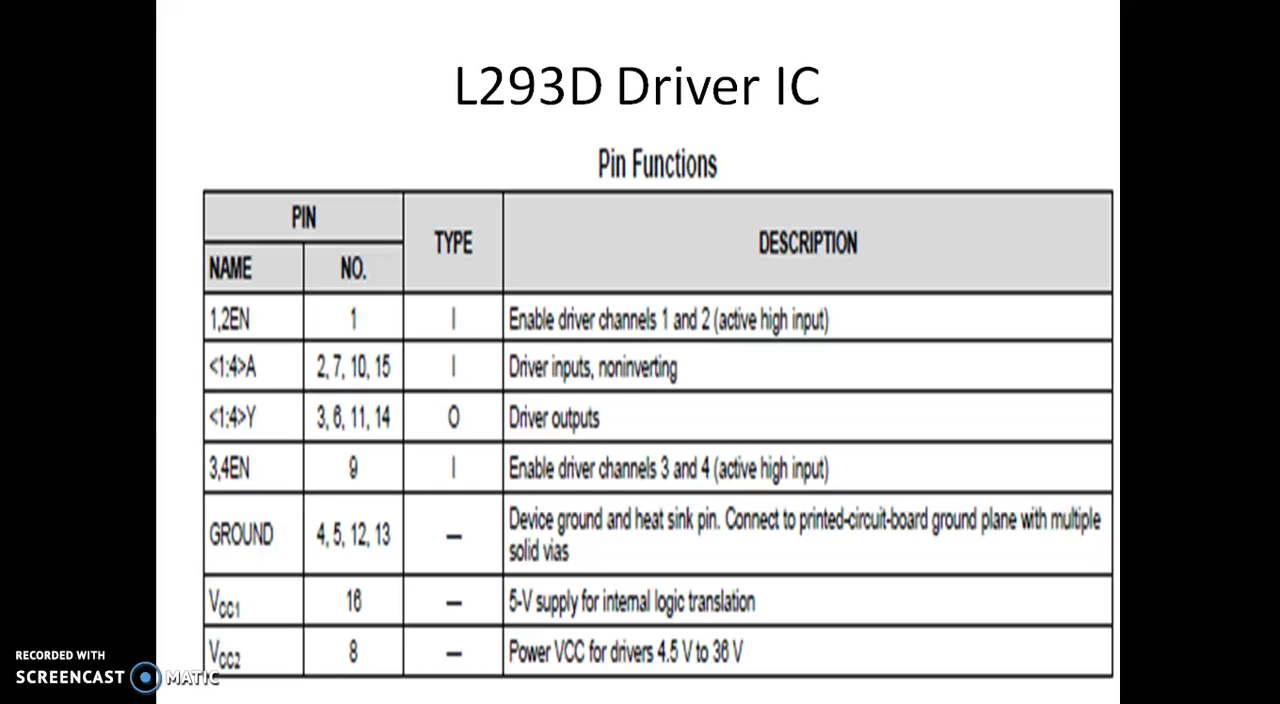 L293D Driver IC
Pin Functions
PIN TYPE DESCRIPTION
NAME NO.
1,2EN 1 I Enable driver channels 1 and 2 (active high input)
<1:4>A 2, 7, 10, 15 I Driver inputs, noninverting
<1:4>Y 3, 6, 11, 14 O Driver outputs
3,4EN 9 I Enable driver channels 3 and 4 (active high input)
GROUND 4, 5, 12, 13 — Device ground and heat sink pin. Connect to printed-circuit-board ground plane with multiple
solid vias
VCC1 16 — 5-V supply for internal logic translation
VCC2 8 — Power VCC for drivers 4.5 V to 36 V
RECORDED WITH
SCREENCAST MATIC